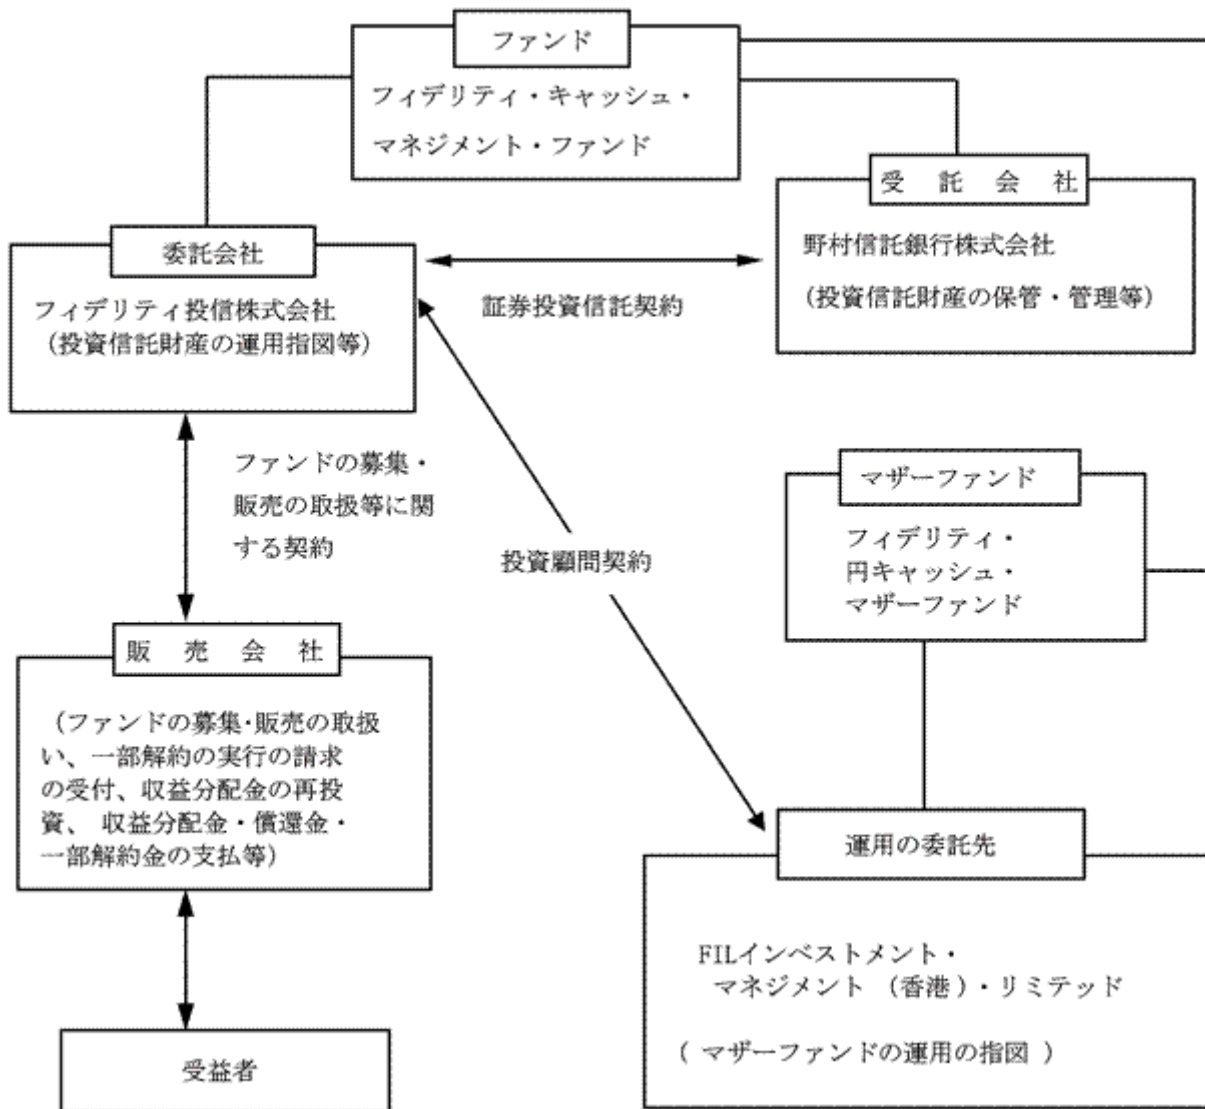 ファンド
フィデリティ・キャッシュ・
マネジメント・ファンド
受託会社
野村信託銀行株式会社
(投資信託財産の保管・管理等)
委託会社
フィデリティ投信株式会社
(投資信託財産の運用指図等)
証券投資信託契約
ファンドの募集・
販売の取扱等に関
する契約
投資顧問契約
マザーファンド
フィデリティ・
円キャッシュ・
マザーファンド
販売会社
(ファンドの募集・販売の取扱
い、一部解約の実行の請求
の受付、収益分配金の再投
資、 収益分配金・償還金・
一部解約金の支払等)
運用の委託先
FILインベストメント・
マネジメント (香港)・リミテッド
( マザーファンドの運用の指図 )
受益者